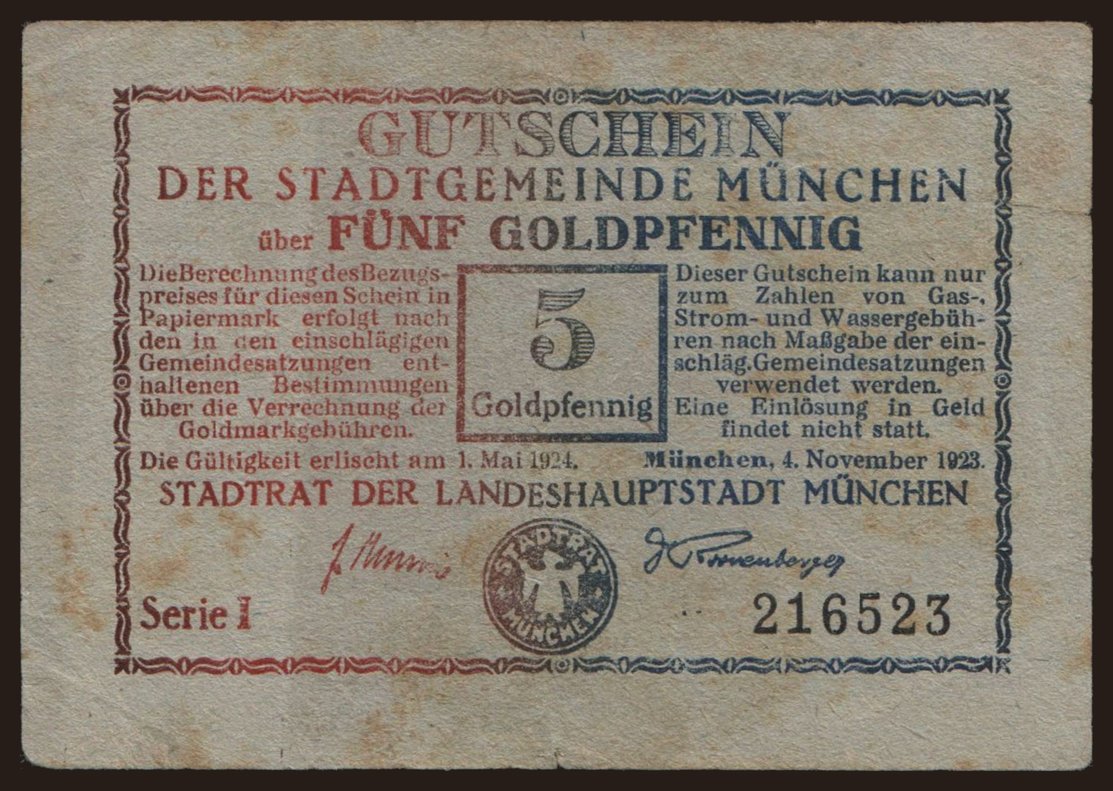 GUTSCHEIN
DER STADTGEMEINDE MÜNCHEN
über FÜNF GOLDPFENNIG
Die Berechnung des Bezugs-
preises für diesen Schein in
Papiermark erfolgt nach
den in den einschlägigen
Gemeindesatzungen ent-
haltenen Bestimmungen
über die Verrechnung der
Goldmarkgebühren.
5
Goldpfennig
Dieser Gutschein kann nur
zum Zahlen von Gas-,
Strom- und Wassergebüh-
ren nach Maßgabe der ein-
schläg. Gemeindesatzungen
verwendet werden.
Eine Einlösung in Geld
findet nicht statt.
Die Gültigkeit erlischt am 1. Mai 1924.
München, 4. November 1923.
STADTRAT DER LANDESHAUPTSTADT MÜNCHEN
STADTRAT
MÜNCHEN
Serie I
216523